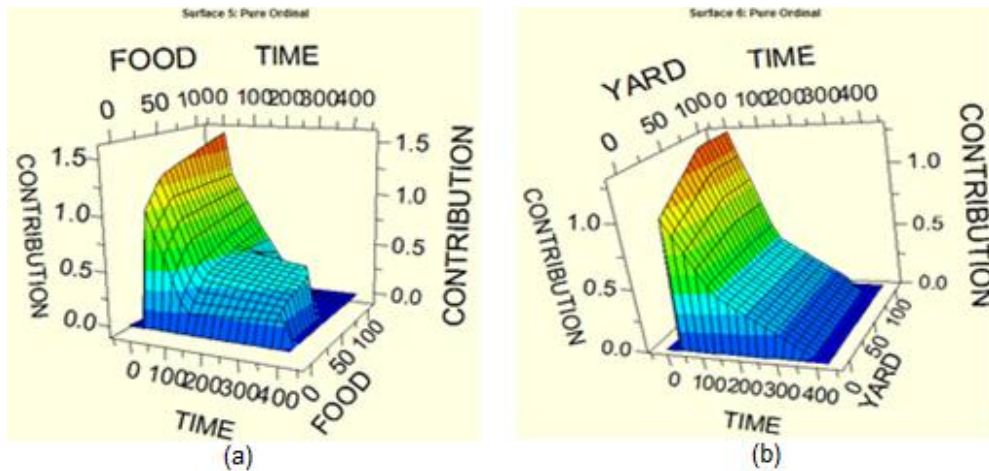 Surface 5: Pure Ordinal
FOOD TIME
0 50 100 0 100 200 300 400
1.5 1.0 0.5 0.0
CONTRIBUTION
1.5 1.0 0.5 0.0
CONTRIBUTION
0 100 200 300 400
TIME
0 50 100
FOOD
(a)
Surface 6: Pure Ordinal
YARD TIME
0 50 100 0 100 200 300 400
1.0 0.5 0.0
CONTRIBUTION
1.0 0.5 0.0
CONTRIBUTION
0 100 200 300 400
TIME
0 50 100
YARD
(b)